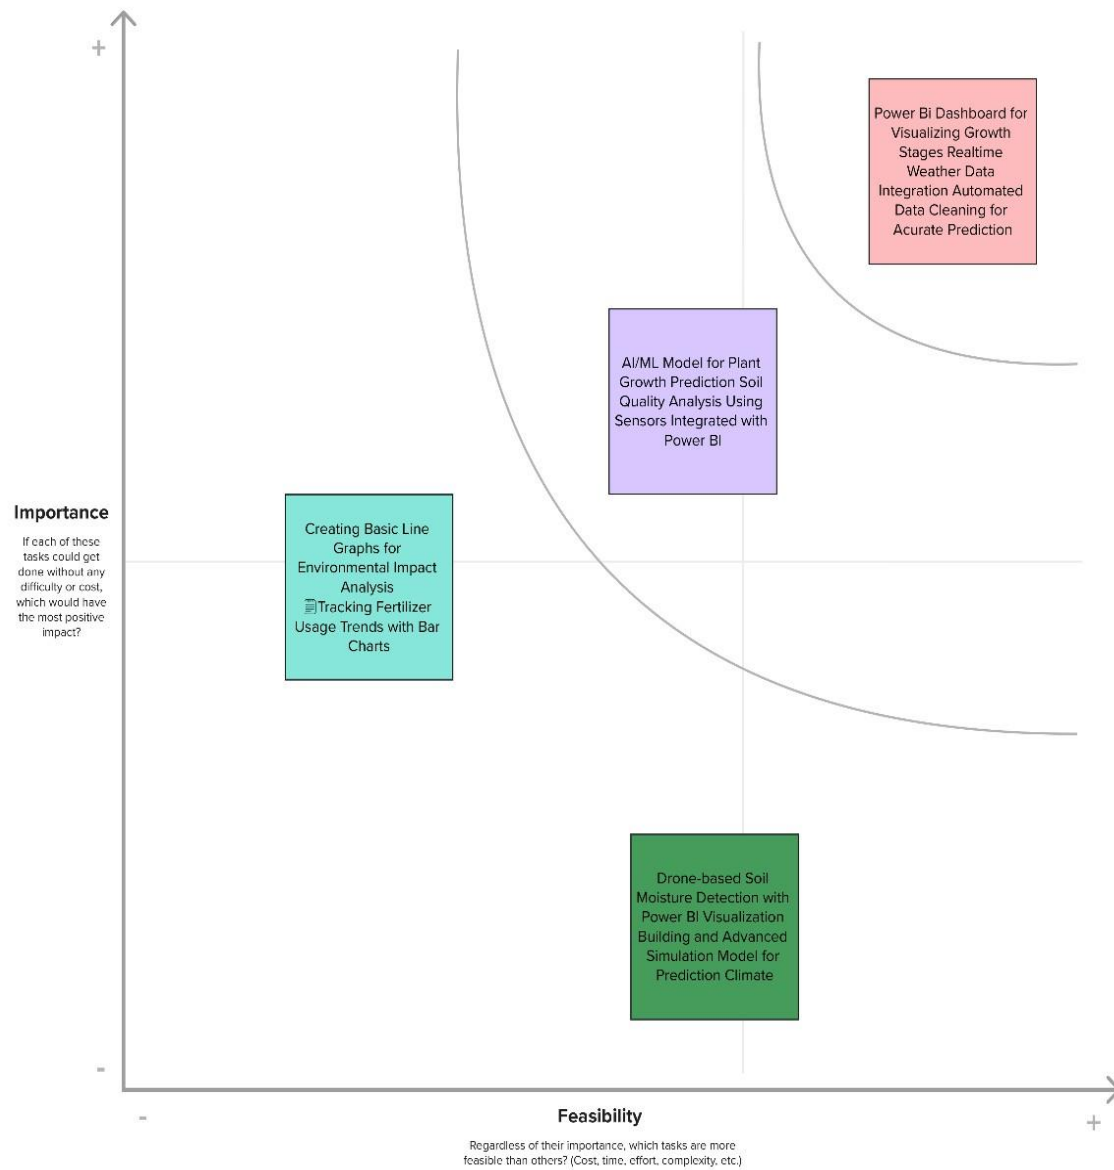 +
Power Bi Dashboard for
Visualizing Growth
Stages Realtime
Weather Data
Integration Automated
Data Cleaning for
Acurate Prediction
AI/ML Model for Plant
Growth Prediction Soil
Quality Analysis Using
Sensors Integrated with
Power BI
Importance
If each of these
tasks could get
done without any
difficulty or cost,
which would have
the most positive
impact?
Creating Basic Line
Graphs for
Environmental Impact
Analysis
Tracking Fertilizer
Usage Trends with Bar
Charts
Drone-based Soil
Moisture Detection with
Power BI Visualization
Building and Advanced
Simulation Model for
Prediction Climate
-
-
Feasibility
+
Regardless of their importance, which tasks are more
feasible than others? (Cost, time, effort, complexity, etc.)